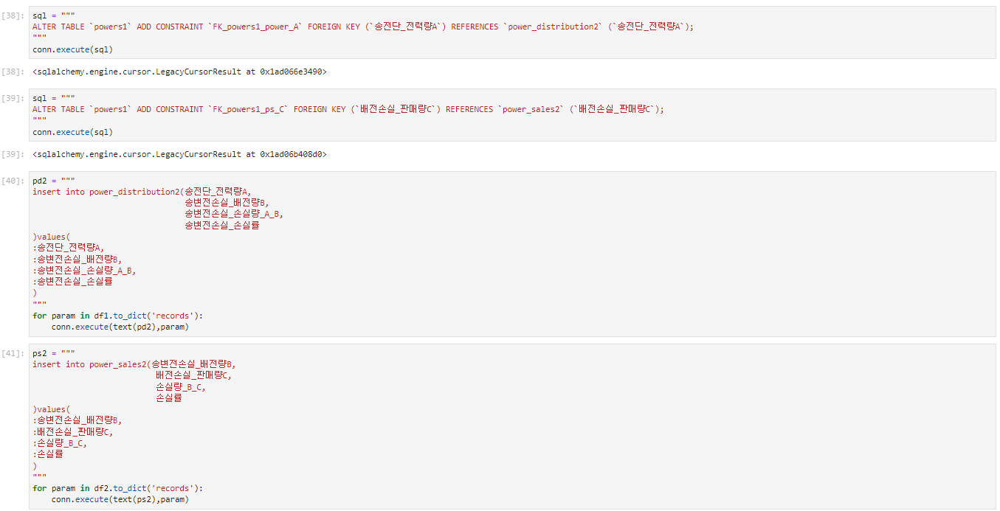 [38]: sql = """
ALTER TABLE `powers1` ADD CONSTRAINT `FK_powers1_power_A` FOREIGN KEY (`송전단_전력량A`) REFERENCES `power_distribution2` (`송전단_전력량A`);
"""
conn.execute(sql)
[38]: <sqlalchemy.engine.cursor.LegacyCursorResult at 0x1ad066e3490>
[39]: sql = """
ALTER TABLE `powers1` ADD CONSTRAINT `FK_powers1_ps_C` FOREIGN KEY (`배전손실_판매량C`) REFERENCES `power_sales2` (`배전손실_판매량C`);
"""
conn.execute(sql)
[39]: <sqlalchemy.engine.cursor.LegacyCursorResult at 0x1ad06b408d0>
[40]: pd2 = """
insert into power_distribution2(송전단_전력량A,
송변전손실_배전량B,
송변전손실_손실량_A_B,
송변전손실_손실률
)values(
:송전단_전력량A,
:송변전손실_배전량B,
:송변전손실_손실량_A_B,
:송변전손실_손실률
)
"""
for param in df1.to_dict('records'):
conn.execute(text(pd2),param)
[41]: ps2 = """
insert into power_sales2(송변전손실_배전량B,
배전손실_판매량C,
손실량_B_C,
손실률
)values(
:송변전손실_배전량B,
:배전손실_판매량C,
:손실량_B_C,
:손실률
)
"""
for param in df2.to_dict('records'):
conn.execute(text(ps2),param)